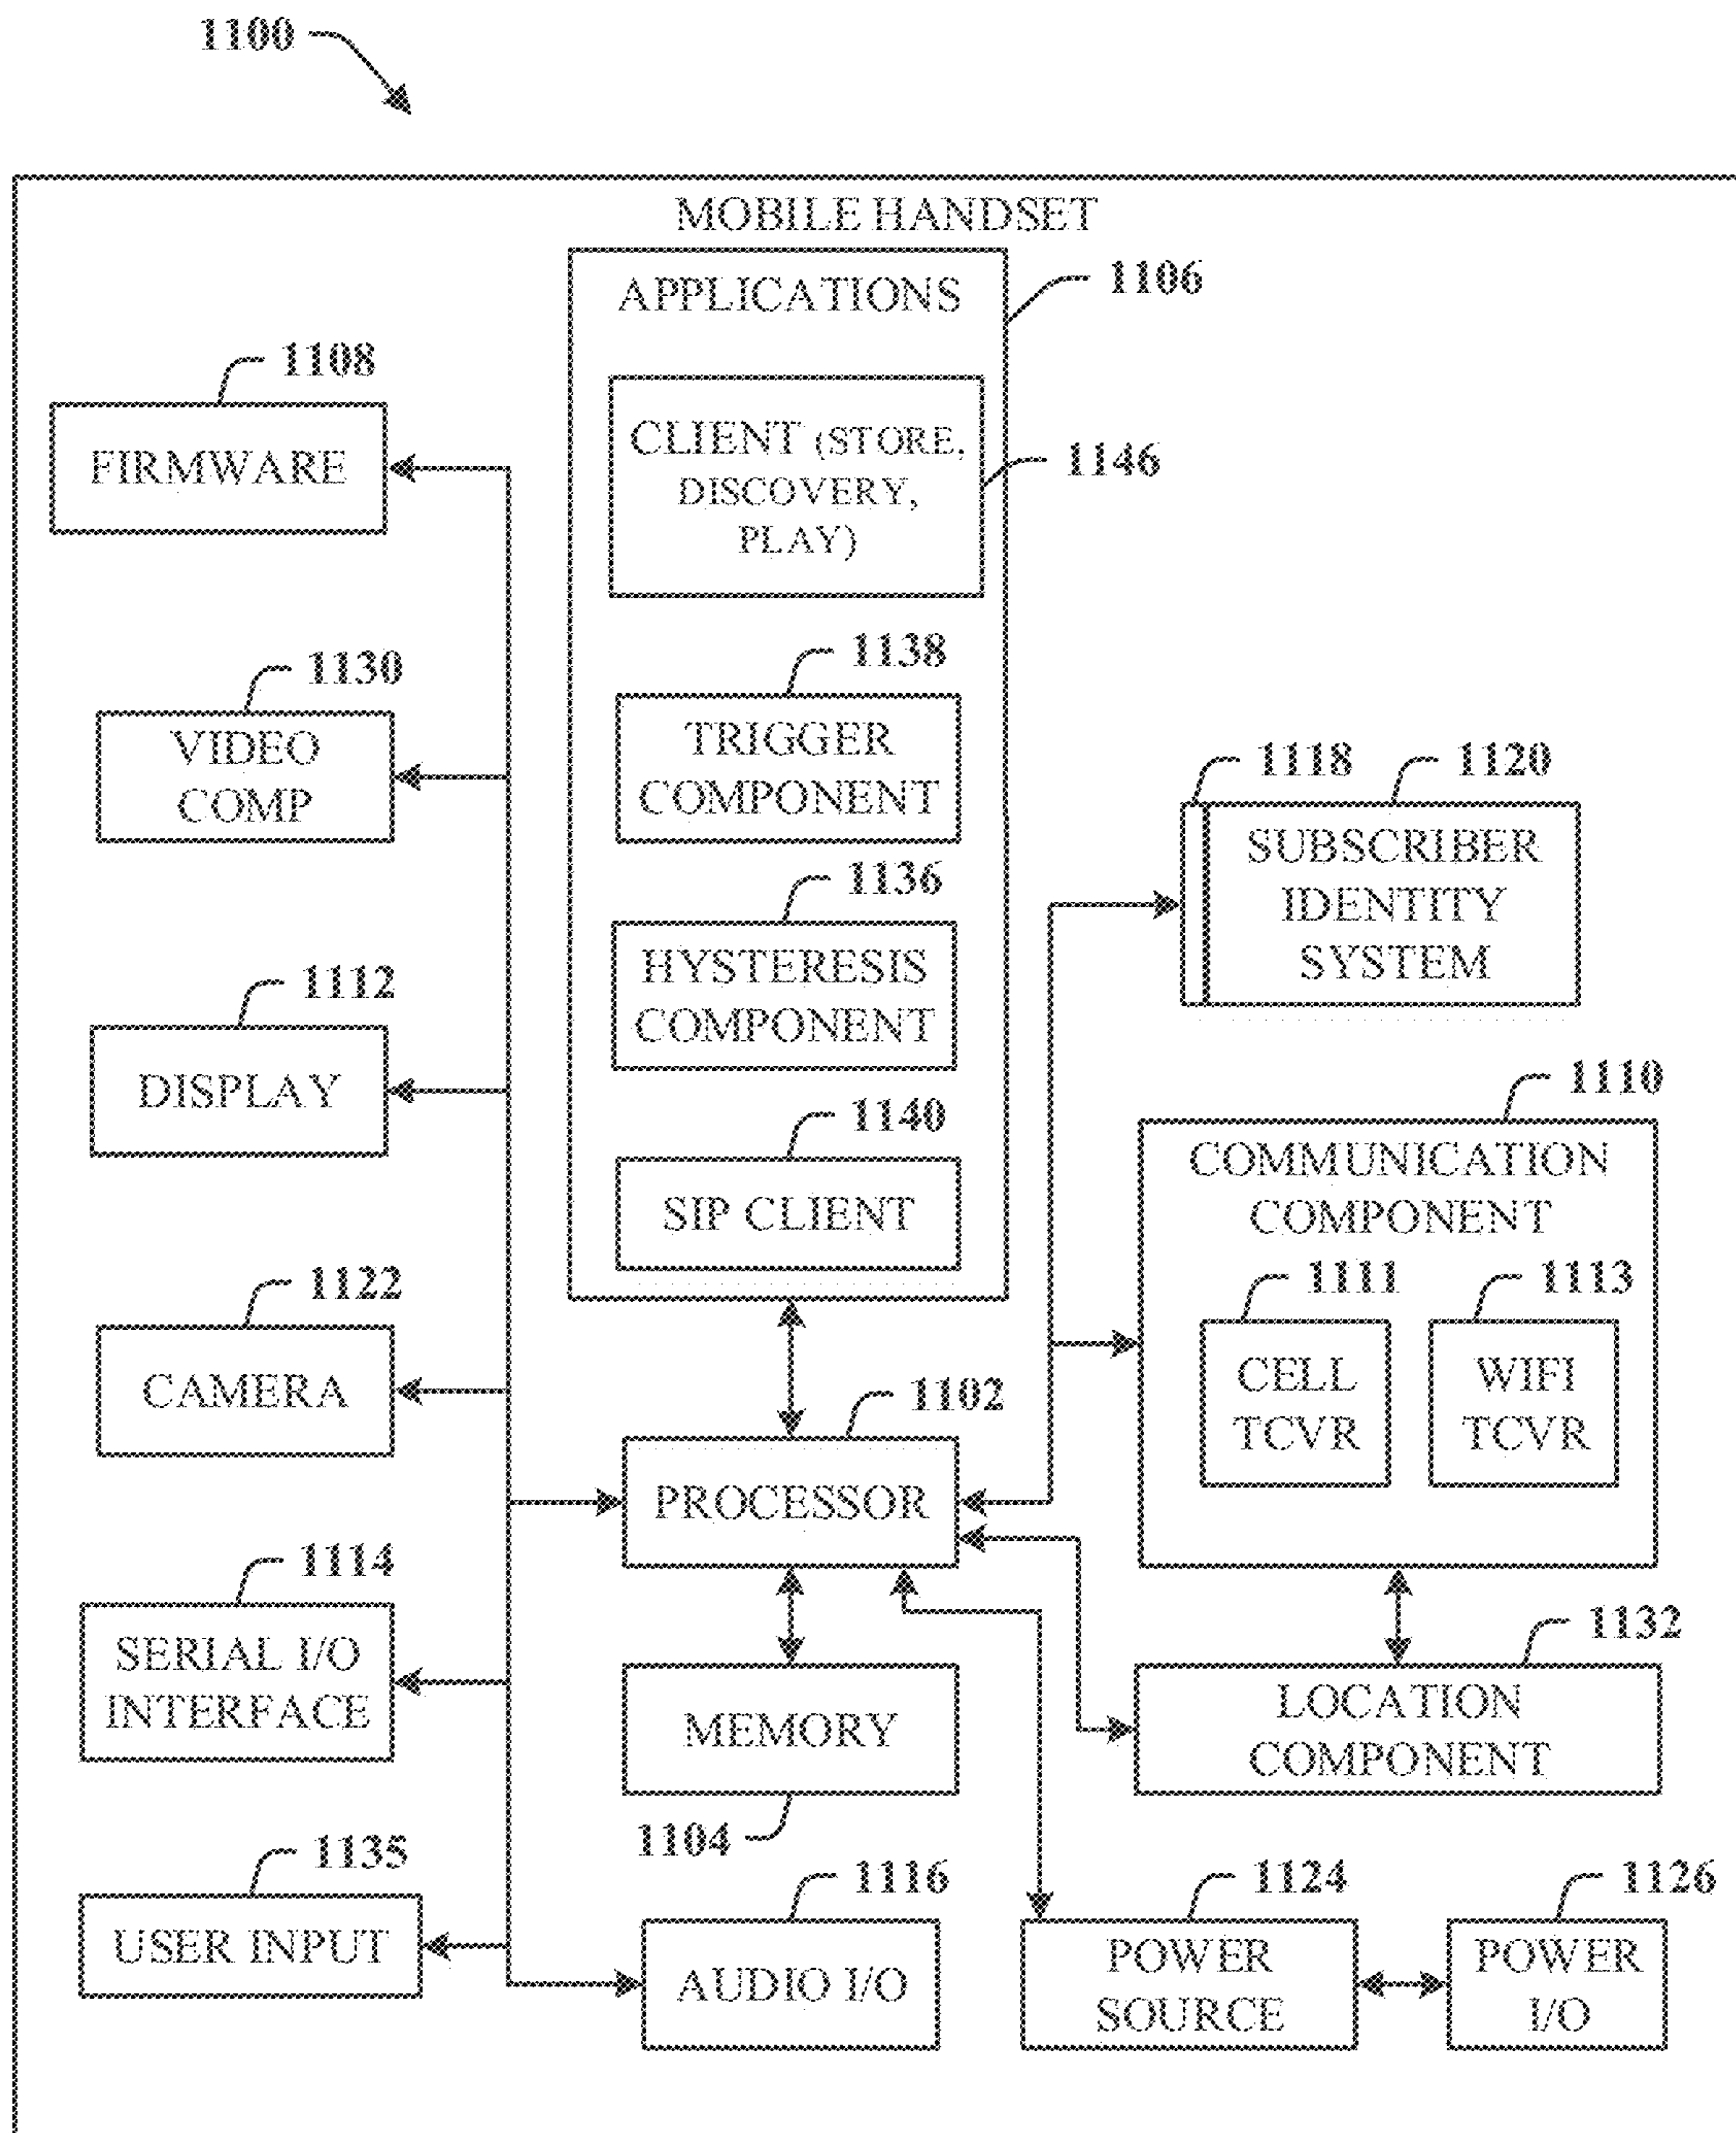 1100
MOBILE HANDSET
APPLICATIONS
1106
1108
FIRMWARE
CLIENT (STORE,
DISCOVERY,
PLAY)
1146
1130
VIDEO
COMP
1138
TRIGGER
COMPONENT
1118
1120
SUBSCRIBER
IDENTITY
SYSTEM
1136
HYSTERESIS
COMPONENT
1112
DISPLAY
1140
SIP CLIENT
1110
COMMUNICATION
COMPONENT
1111
CELL
TCVR
1113
WIFI
TCVR
1122
CAMERA
1102
PROCESSOR
1114
SERIAL I/O
INTERFACE
MEMORY
1104
1132
LOCATION
COMPONENT
1135
USER INPUT
1116
AUDIO I/O
1124
POWER
SOURCE
1126
POWER
I/O